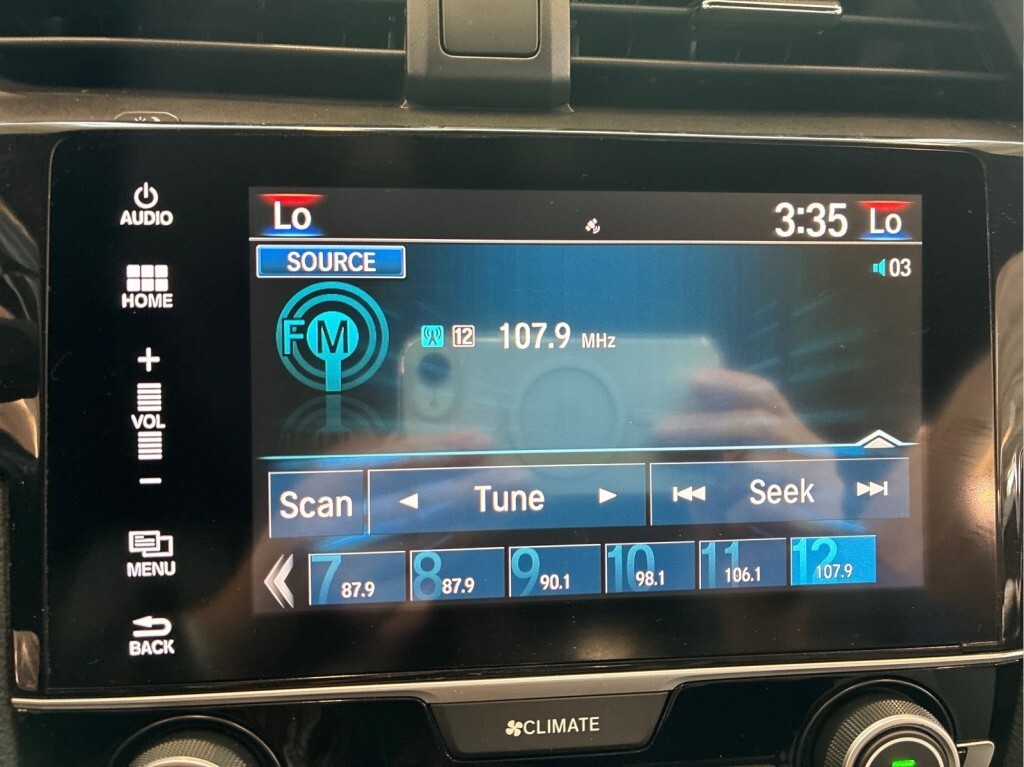 AUDIO
HOME
+
VOL
−
MENU
BACK
Lo
3:35 Lo
SOURCE
03
FM
12 107.9 MHz
Scan
Tune
Seek
7 87.9
8 87.9
9 90.1
10 98.1
11 106.1
12 107.9
CLIMATE